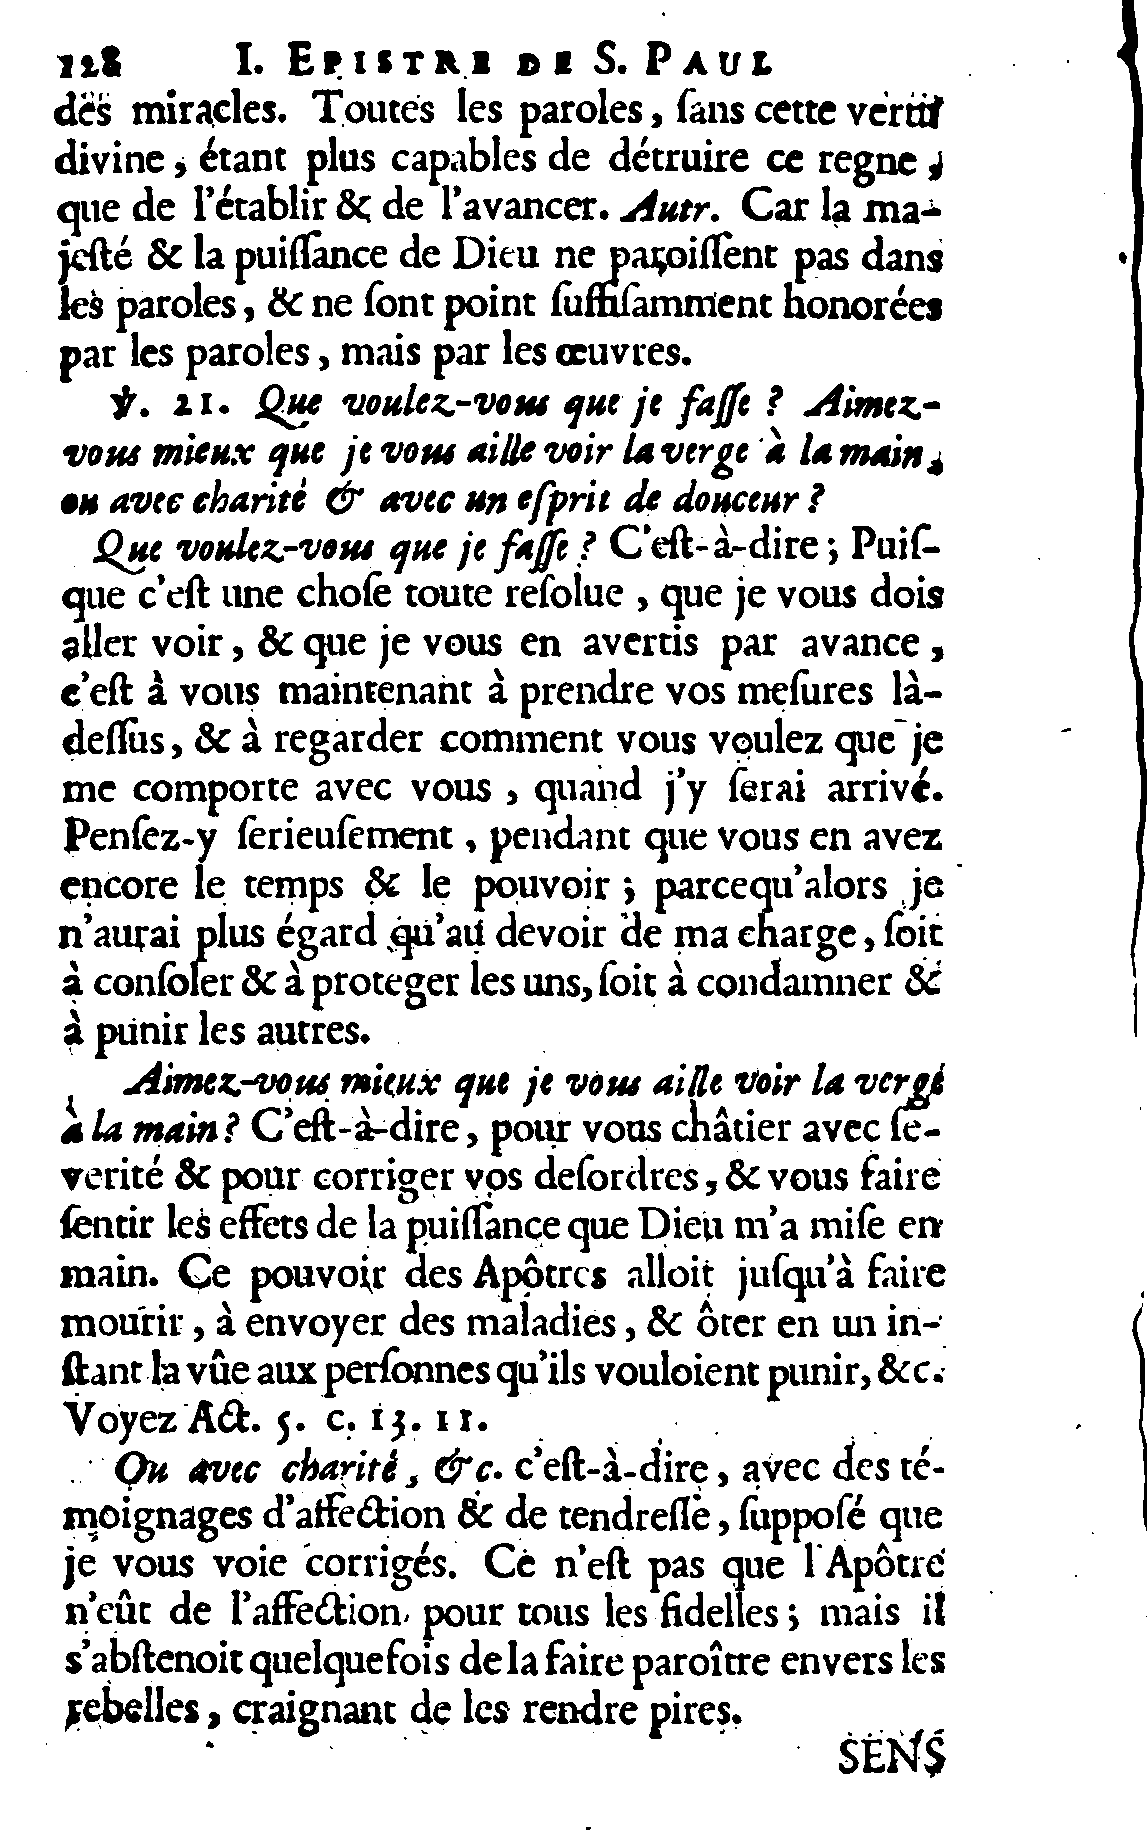 128 I. EPISTRE DE S. PAUL
des miracles. Toutes les paroles, ſans cette vertu
divine, étant plus capables de détruire ce regne,
que de l'établir & de l'avancer. Autr. Car la ma-
jeſté & la puiſſance de Dieu ne paroiſſent pas dans
les paroles, & ne ſont point ſuffiſamment honorées
par les paroles, mais par les œuvres.
℣. 21. Que voulez-vous que je faſſe ? Aimez-
vous mieux que je vous aille voir la verge à la main,
ou avec charité & avec un eſprit de douceur ?
Que voulez-vous que je faſſe ? C'eſt-à-dire ; Puiſ-
que c'eſt une choſe toute reſolue, que je vous dois
aller voir, & que je vous en avertis par avance,
c'eſt à vous maintenant à prendre vos meſures là-
deſſus, & à regarder comment vous voulez que je
me comporte avec vous, quand j'y ſerai arrivé.
Penſez-y ſerieuſement, pendant que vous en avez
encore le temps & le pouvoir ; parcequ'alors je
n'aurai plus égard qu'au devoir de ma charge, ſoit
à conſoler & à proteger les uns, ſoit à condamner &
à punir les autres.
Aimez-vous mieux que je vous aille voir la verge
à la main ? C'eſt-à-dire, pour vous châtier avec ſe-
verité & pour corriger vos deſordres, & vous faire
ſentir les effets de la puiſſance que Dieu m'a miſe en
main. Ce pouvoir des Apôtres alloit juſqu'à faire
mourir, à envoyer des maladies, & ôter en un in-
ſtant la vûe aux perſonnes qu'ils vouloient punir, &c.
Voyez Act. 5. c. 13. 11.
Ou avec charité, &c. c'eſt-à-dire, avec des té-
moignages d'affection & de tendreſſe, ſuppoſé que
je vous voie corrigés. Ce n'eſt pas que l'Apôtre
n'eût de l'affection pour tous les fidelles ; mais il
s'abſtenoit quelquefois de la faire paroître envers les
rebelles, craignant de les rendre pires.
SENS